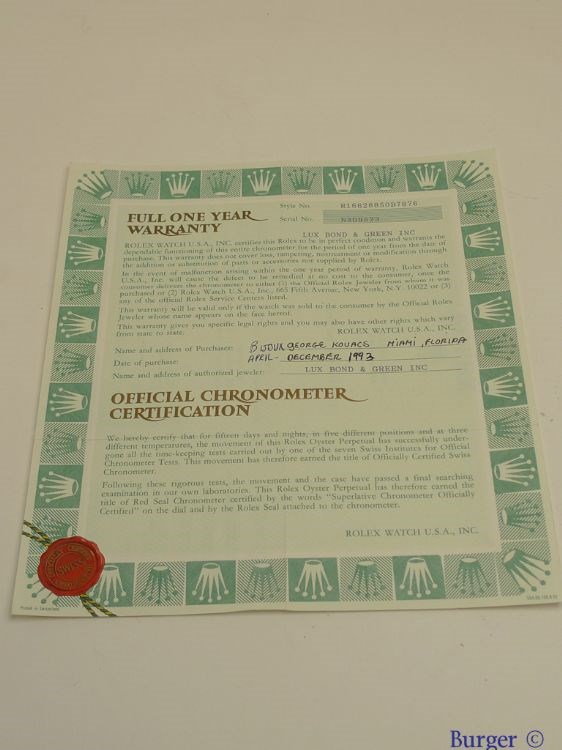 Style No. R16628850D7876
FULL ONE YEAR
WARRANTY
Serial No.
LUX BOND & GREEN INC
ROLEX WATCH U.S.A., INC. certifies this Rolex to be in perfect condition and warrants the
dependable functioning of this entire chronometer for the period of one year from the date of
purchase. This warranty does not cover loss, tampering, mistreatment or modification through
the addition or substitution of parts or accessories not supplied by Rolex.
In the event of malfunction arising within the one year period of warranty, Rolex Watch
U.S.A., Inc. will cause the defect to be remedied at no cost to the consumer, once the
consumer delivers the chronometer to either (1) the Official Rolex Jeweler from whom it was
purchased or (2) Rolex Watch U.S.A., Inc., 665 Fifth Avenue, New York, N.Y. 10022 or (3)
any of the official Rolex Service Centers listed.
This warranty will be valid only if the watch was sold to the consumer by the Official Rolex
Jeweler whose name appears on the face hereof.
This warranty gives you specific legal rights and you may also have other rights which vary
from state to state.
ROLEX WATCH U.S.A., INC.
Name and address of Purchaser: BIJOUX GEORGE KOVACS MIAMI, FLORIDA
Date of purchase: APRIL- DECEMBER 1993
Name and address of authorized jeweler: LUX BOND & GREEN INC
OFFICIAL CHRONOMETER
CERTIFICATION
We hereby certify that for fifteen days and nights, in five different positions and at three
different temperatures, the movement of this Rolex Oyster Perpetual has successfully under-
gone all the time-keeping tests carried out by one of the seven Swiss Institutes for Official
Chronometer Tests. This movement has therefore earned the title of Officially Certified Swiss
Chronometer.
Following these rigorous tests, the movement and the case have passed a final searching
examination in our own laboratories. This Rolex Oyster Perpetual has therefore earned the
title of Red Seal Chronometer certified by the words "Superlative Chronometer Officially
Certified" on the dial and by the Rolex Seal attached to the chronometer.
ROLEX WATCH U.S.A., INC.
SWISS
Printed in Switzerland
Burger ©